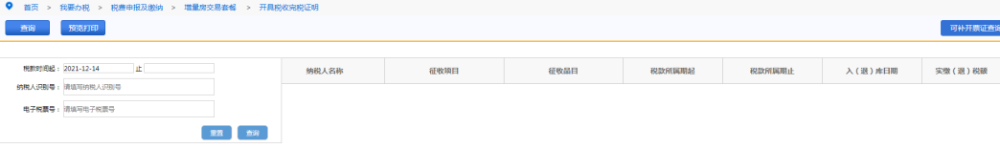 首页 > 我要办税 > 税费申报及缴纳 > 增量房交易套餐 > 开具税收完税证明
查询 预览打印 可补开票证查询
税款时间起： 2021-12-14 止
纳税人识别号： 请填写纳税人识别号
电子税票号： 请填写电子税票号
重置 查询
纳税人名称 征收项目 征收品目 税款所属期起 税款所属期止 入（退）库日期 实缴（退）税额